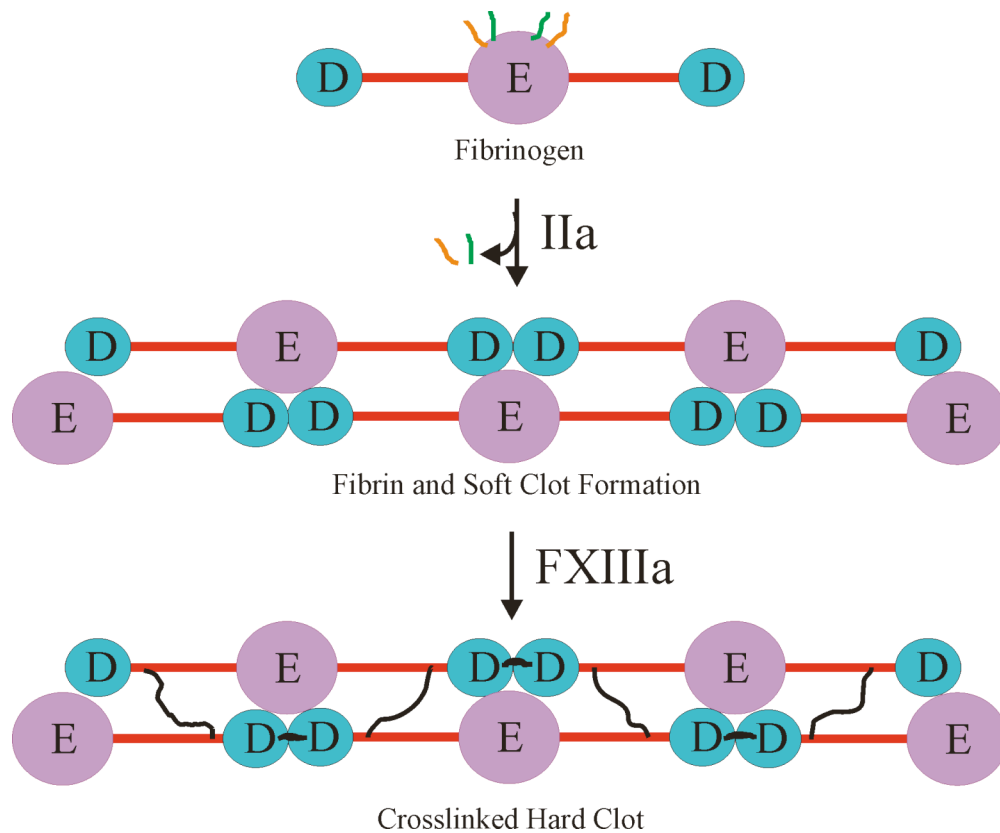 D E D
Fibrinogen
IIa
D E D D E D
E D D E D D E
Fibrin and Soft Clot Formation
FXIIIa
D E D D E D
E D D E D D E
Crosslinked Hard Clot